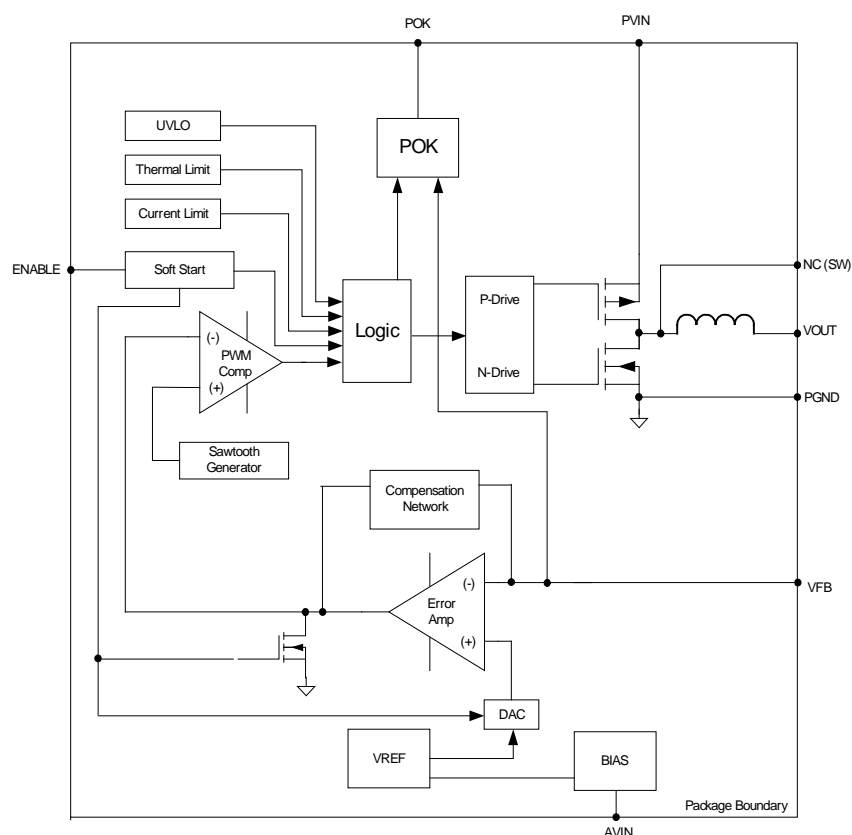 POK
PVIN
UVLO
POK
Thermal Limit
Current Limit
ENABLE
Soft Start
NC (SW)
P-Drive
Logic
VOUT
(-)
PWM
Comp
(+)
N-Drive
PGND
Sawtooth
Generator
Compensation
Network
(-)
VFB
Error
Amp
(+)
DAC
VREF
BIAS
Package Boundary
AVIN